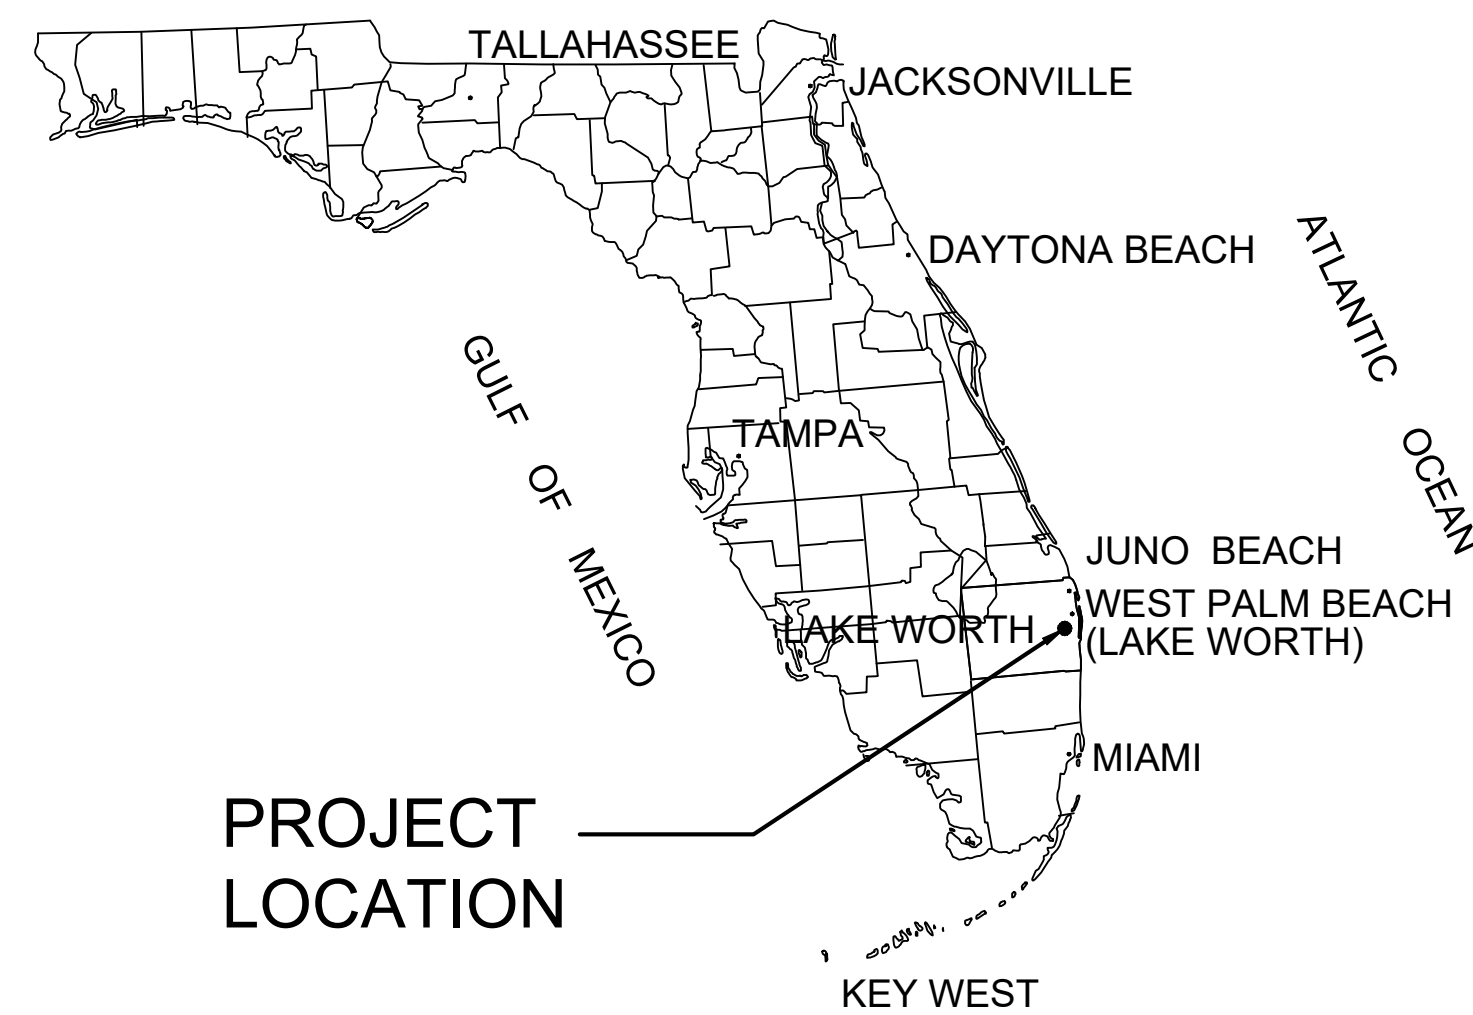 TALLAHASSEE
JACKSONVILLE
DAYTONA BEACH
ATLANTIC OCEAN
GULF OF MEXICO
TAMPA
JUNO BEACH
WEST PALM BEACH
(LAKE WORTH)
LAKE WORTH
MIAMI
PROJECT
LOCATION
KEY WEST